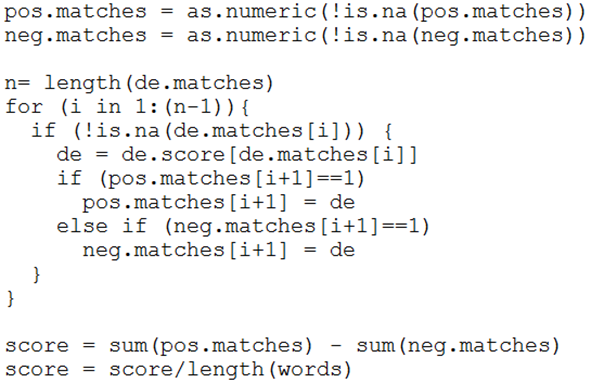 pos.matches = as.numeric(!is.na(pos.matches))
neg.matches = as.numeric(!is.na(neg.matches))

n= length(de.matches)
for (i in 1:(n-1)){
  if (!is.na(de.matches[i])) {
    de = de.score[de.matches[i]]
    if (pos.matches[i+1]==1)
      pos.matches[i+1] = de
    else if (neg.matches[i+1]==1)
      neg.matches[i+1] = de
  }
}

score = sum(pos.matches) - sum(neg.matches)
score = score/length(words)